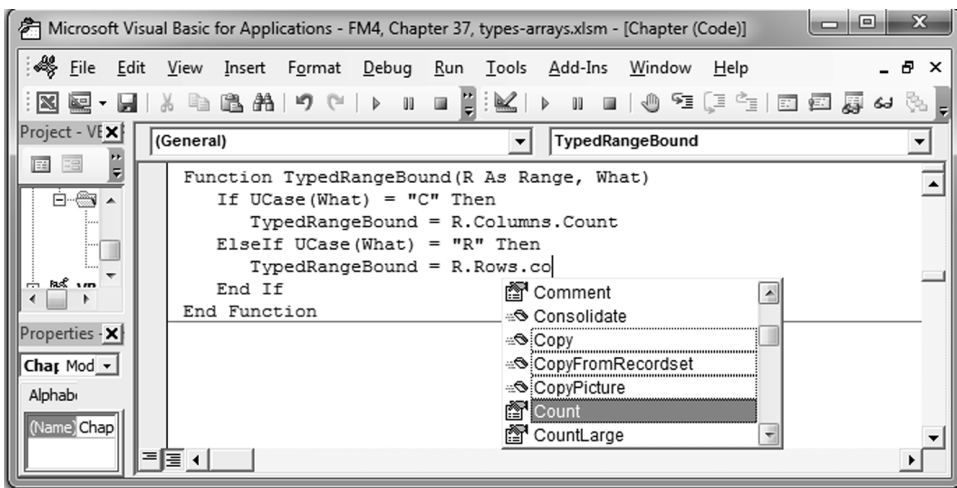 Microsoft Visual Basic for Applications - FM4, Chapter 37, types-arrays.xlsm - [Chapter (Code)]
File Edit View Insert Format Debug Run Tools Add-Ins Window Help
Project - VE
(General) TypedRangeBound
Function TypedRangeBound(R As Range, What)
If UCase(What) = "C" Then
TypedRangeBound = R.Columns.Count
ElseIf UCase(What) = "R" Then
TypedRangeBound = R.Rows.co
End If
End Function
Comment
Consolidate
Copy
CopyFromRecordset
CopyPicture
Count
CountLarge
Properties -
Chap Mod
Alphab
(Name) Chap